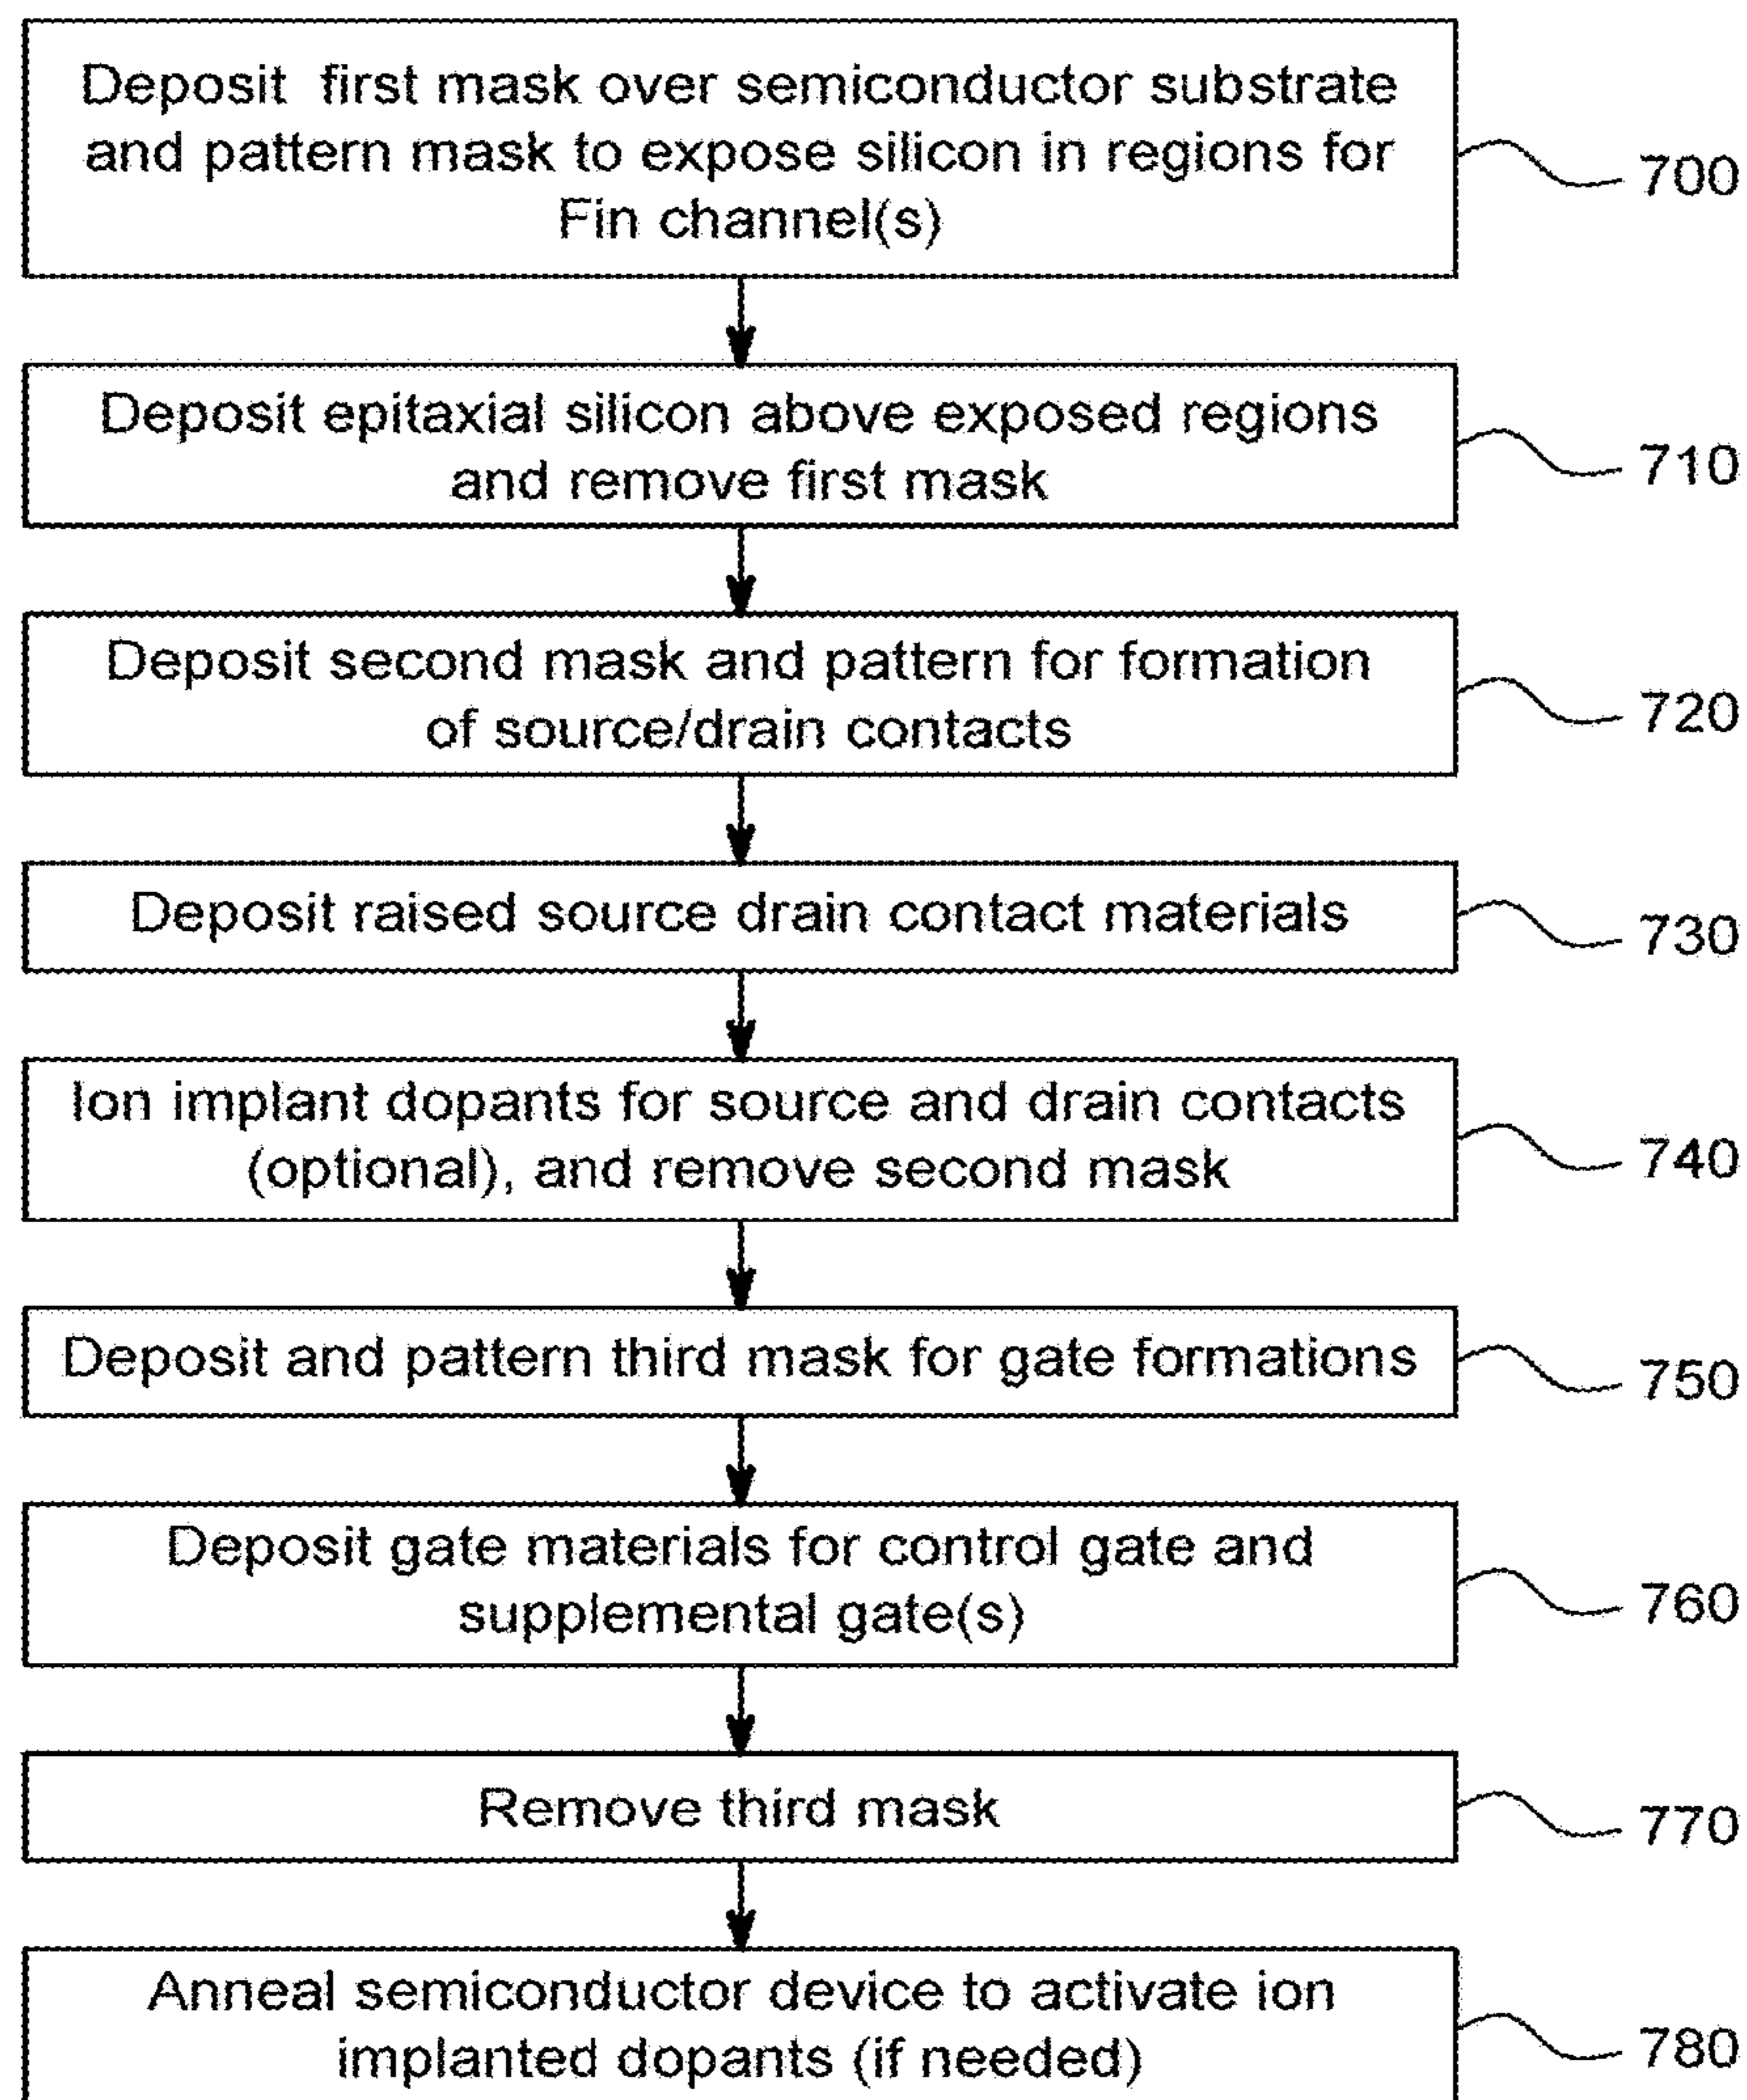 Deposit first mask over semiconductor substrate
and pattern mask to expose silicon in regions for
Fin channel(s)
700
Deposit epitaxial silicon above exposed regions
and remove first mask
710
Deposit second mask and pattern for formation
of source/drain contacts
720
Deposit raised source drain contact materials
730
Ion implant dopants for source and drain contacts
(optional), and remove second mask
740
Deposit and pattern third mask for gate formations
750
Deposit gate materials for control gate and
supplemental gate(s)
760
Remove third mask
770
Anneal semiconductor device to activate ion
implanted dopants (if needed)
780